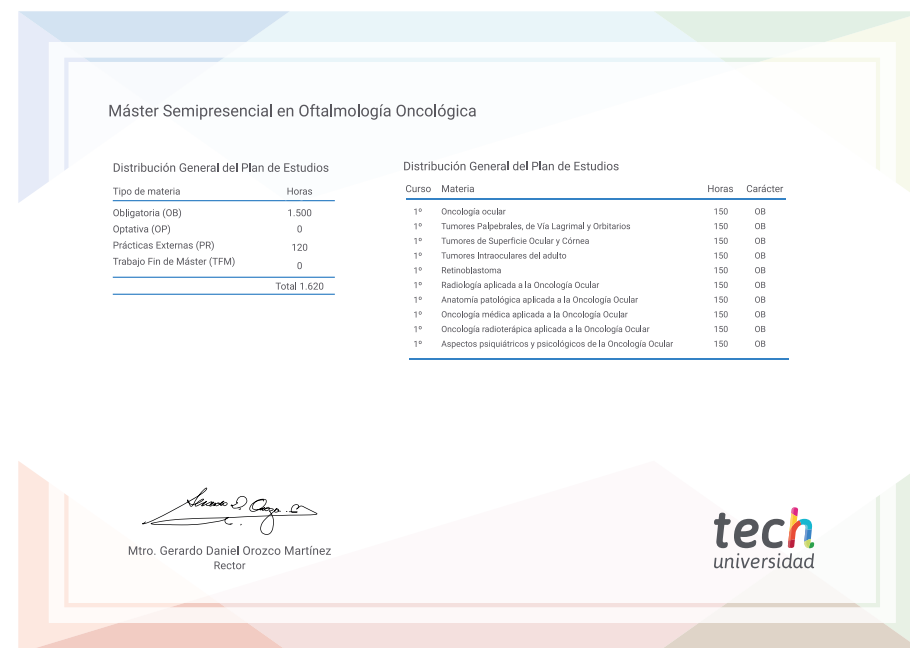 Máster Semipresencial en Oftalmología Oncológica
Distribución General del Plan de Estudios
Tipo de materia Horas
Obligatoria (OB) 1.500
Optativa (OP) 0
Prácticas Externas (PR) 120
Trabajo Fin de Máster (TFM) 0
Total 1.620
Distribución General del Plan de Estudios
Curso Materia Horas Carácter
1º Oncología ocular 150 OB
1º Tumores Palpebrales, de Vía Lagrimal y Orbitarios 150 OB
1º Tumores de Superficie Ocular y Córnea 150 OB
1º Tumores Intraoculares del adulto 150 OB
1º Retinoblastoma 150 OB
1º Radiología aplicada a la Oncología Ocular 150 OB
1º Anatomía patológica aplicada a la Oncología Ocular 150 OB
1º Oncología médica aplicada a la Oncología Ocular 150 OB
1º Oncología radioterápica aplicada a la Oncología Ocular 150 OB
1º Aspectos psiquiátricos y psicológicos de la Oncología Ocular 150 OB
Mtro. Gerardo Daniel Orozco Martínez
Rector
tech
universidad